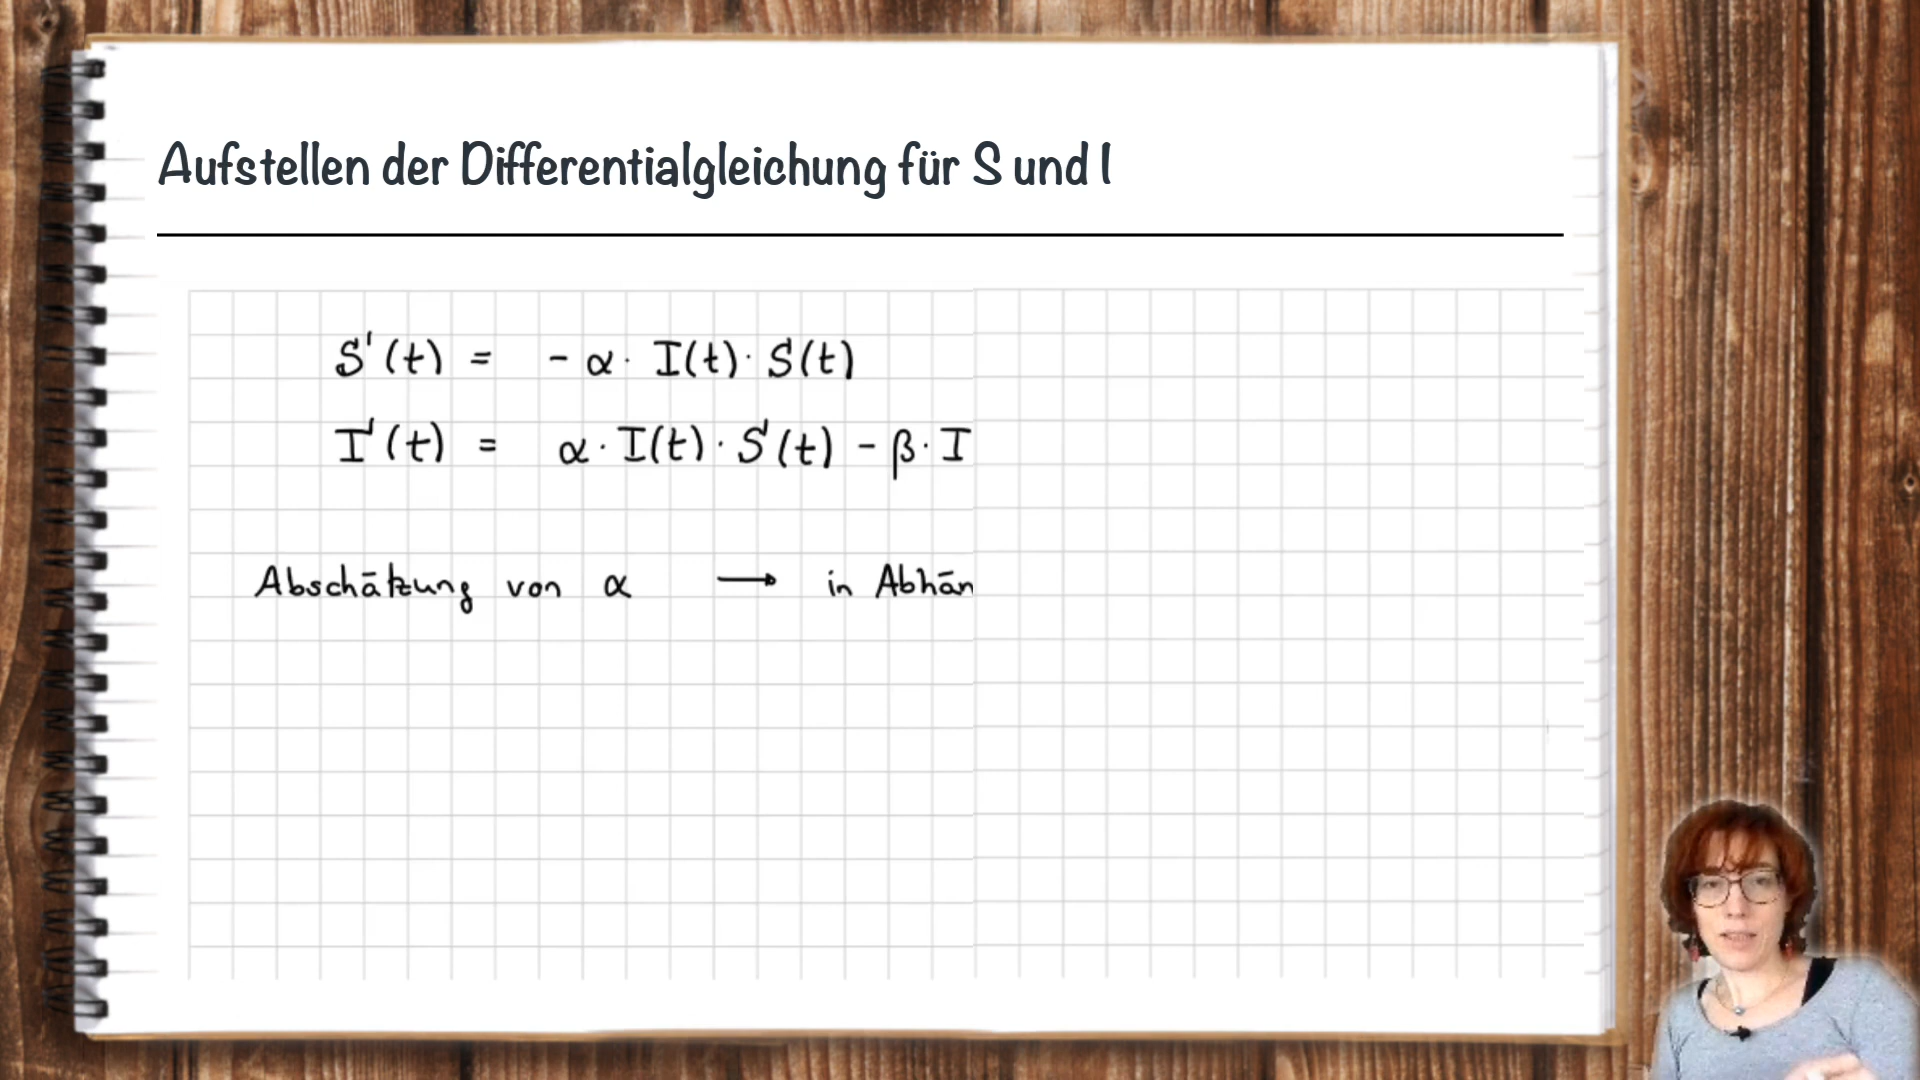 Aufstellen der Differentialgleichung für S und I
S'(t) = - α · I(t) · S(t)
I'(t) = α · I(t) · S(t) - β · I
Abschätzung von α → in Abhän